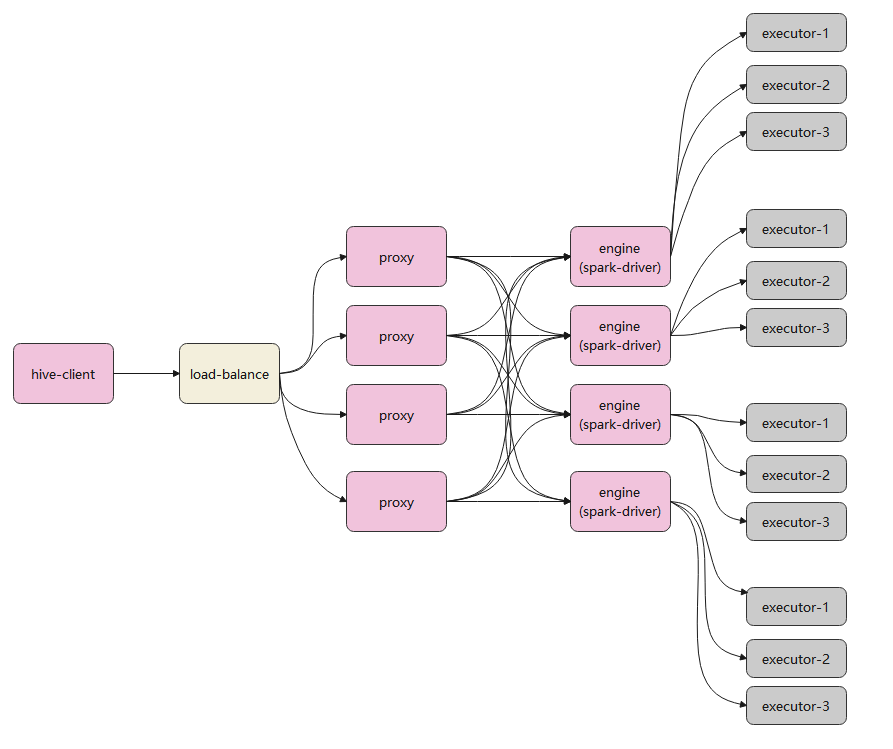 hive-client
load-balance
proxy
proxy
proxy
proxy
engine
(spark-driver)
engine
(spark-driver)
engine
(spark-driver)
engine
(spark-driver)
executor-1
executor-2
executor-3
executor-1
executor-2
executor-3
executor-1
executor-2
executor-3
executor-1
executor-2
executor-3